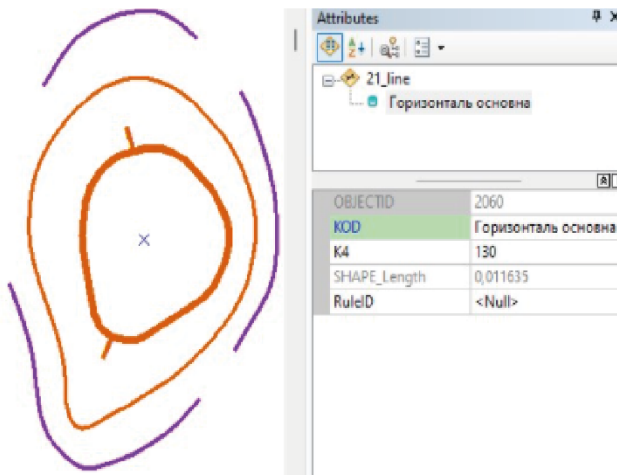 Attributes
21_line
Горизонталь основна
OBJECTID 2060
KOD Горизонталь основна
K4 130
SHAPE_Length 0,011635
RuleID <Null>